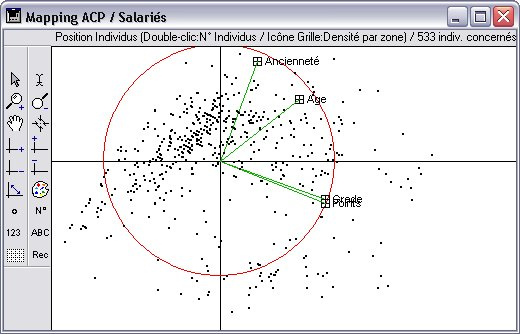 Mapping ACP / Salariés
Position Individus (Double-clic:N° Individus / Icône Grille:Densité par zone) / 533 indiv. concernés
Ancienneté
Age
Grade
Points
N°
123 ABC
Rec